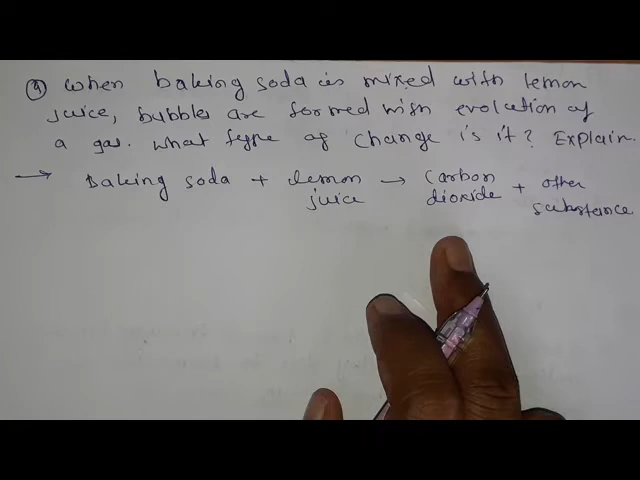 9 When baking soda is mixed with lemon
juice, bubbles are formed with evolution of
a gas. What type of change is it? Explain.
→ Baking soda + lemon juice → Carbon dioxide + other substance